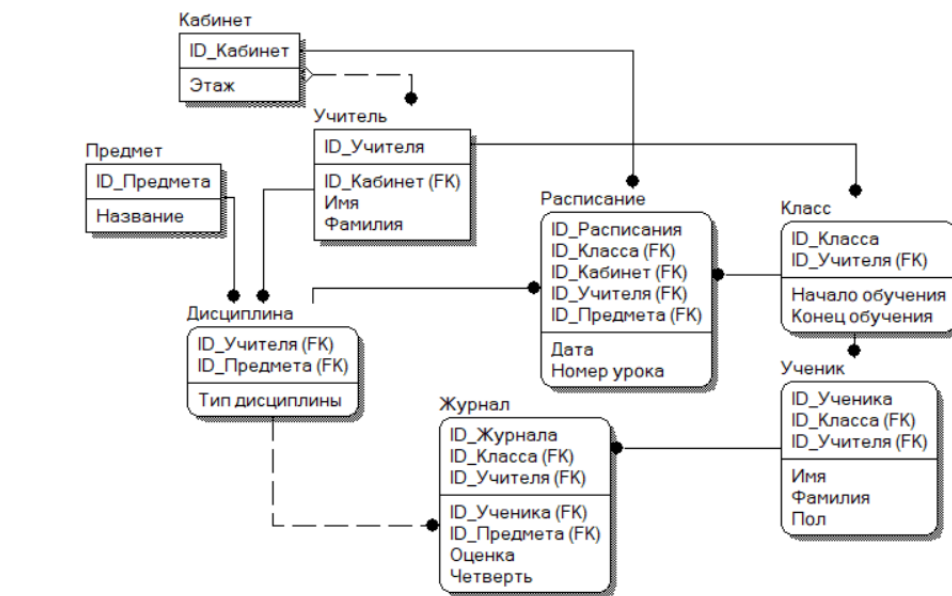 Кабинет
ID_Кабинет
Этаж
Учитель
ID_Учителя
ID_Кабинет (FK)
Имя
Фамилия
Предмет
ID_Предмета
Название
Расписание
ID_Расписания
ID_Класса (FK)
ID_Кабинет (FK)
ID_Учителя (FK)
ID_Предмета (FK)
Дата
Номер урока
Класс
ID_Класса
ID_Учителя (FK)
Начало обучения
Конец обучения
Дисциплина
ID_Учителя (FK)
ID_Предмета (FK)
Тип дисциплины
Журнал
ID_Журнала
ID_Класса (FK)
ID_Учителя (FK)
ID_Ученика (FK)
ID_Предмета (FK)
Оценка
Четверть
Ученик
ID_Ученика
ID_Класса (FK)
ID_Учителя (FK)
Имя
Фамилия
Пол